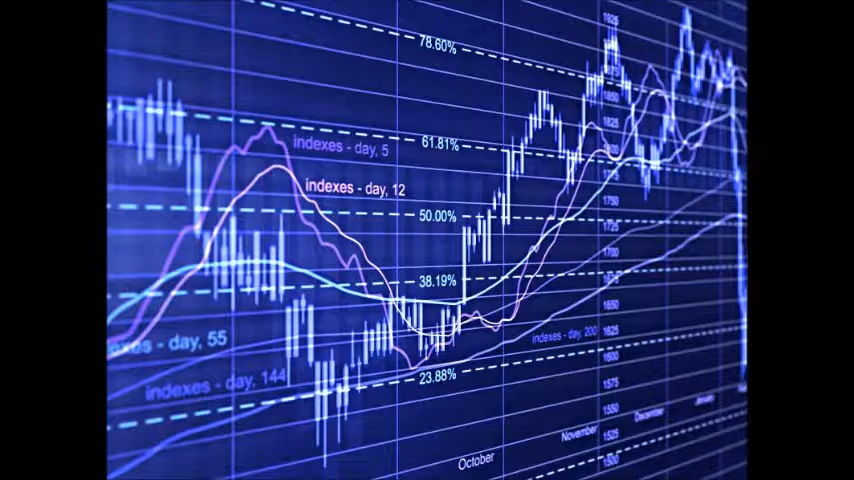 1925
78.60%
1850
1825
61.81%
indexes - day, 5
1800
indexes - day, 12
1775
1750
50.00%
1725
1700
38.19%
1675
1650
indexes - day, 200
1625
indexes - day, 55
1600
23.88%
indexes - day, 144
1575
1550
January
December
November
1525
October
1500